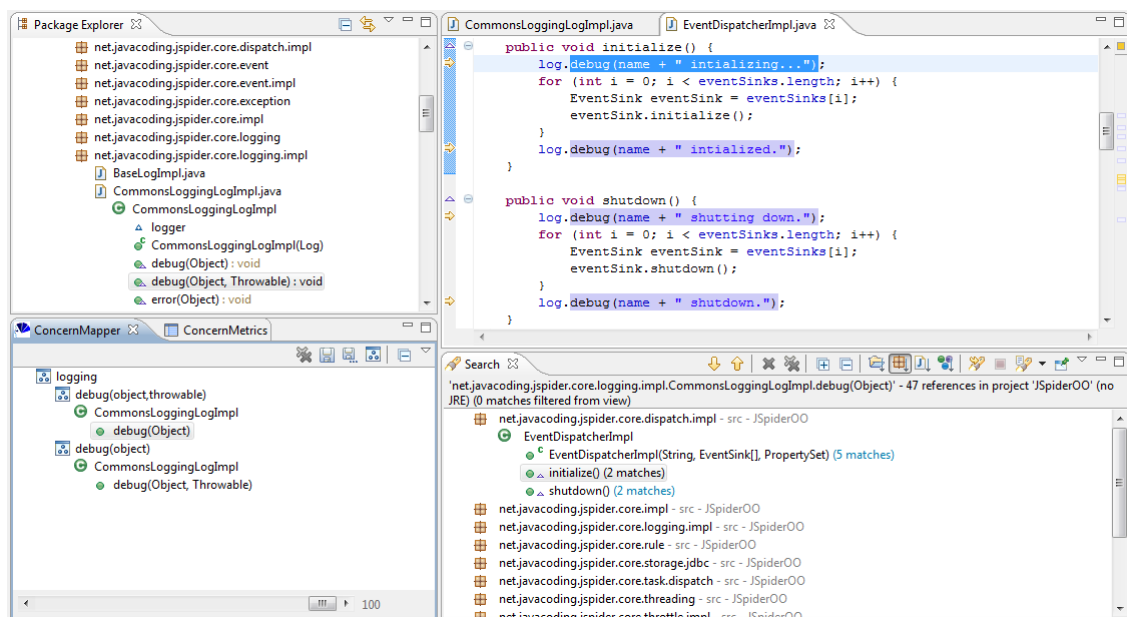 Package Explorer
net.javacoding.jspider.core.dispatch.impl
net.javacoding.jspider.core.event
net.javacoding.jspider.core.event.impl
net.javacoding.jspider.core.exception
net.javacoding.jspider.core.impl
net.javacoding.jspider.core.logging
net.javacoding.jspider.core.logging.impl
BaseLogImpl.java
CommonsLoggingLogImpl.java
CommonsLoggingLogImpl
logger
CommonsLoggingLogImpl(Log)
debug(Object) : void
debug(Object, Throwable) : void
error(Object) : void
ConcernMapper ConcernMetrics
logging
debug(object,throwable)
CommonsLoggingLogImpl
debug(Object)
debug(object)
CommonsLoggingLogImpl
debug(Object, Throwable)
100
CommonsLoggingLogImpl.java EventDispatcherImpl.java
public void initialize() {
log.debug(name + " intializing...");
for (int i = 0; i < eventSinks.length; i++) {
EventSink eventSink = eventSinks[i];
eventSink.initialize();
}
log.debug(name + " intialized.");
}
public void shutdown() {
log.debug(name + " shutting down.");
for (int i = 0; i < eventSinks.length; i++) {
EventSink eventSink = eventSinks[i];
eventSink.shutdown();
}
log.debug(name + " shutdown.");
}
Search
'net.javacoding.jspider.core.logging.impl.CommonsLoggingLogImpl.debug(Object)' - 47 references in project 'JSpiderOO' (no
JRE) (0 matches filtered from view)
net.javacoding.jspider.core.dispatch.impl - src - JSpiderOO
EventDispatcherImpl
EventDispatcherImpl(String, EventSink[], PropertySet) (5 matches)
initialize() (2 matches)
shutdown() (2 matches)
net.javacoding.jspider.core.impl - src - JSpiderOO
net.javacoding.jspider.core.logging.impl - src - JSpiderOO
net.javacoding.jspider.core.rule - src - JSpiderOO
net.javacoding.jspider.core.storage.jdbc - src - JSpiderOO
net.javacoding.jspider.core.task.dispatch - src - JSpiderOO
net.javacoding.jspider.core.threading - src - JSpiderOO
net.javacoding.jspider.core.throttle.impl - src - JSpiderOO